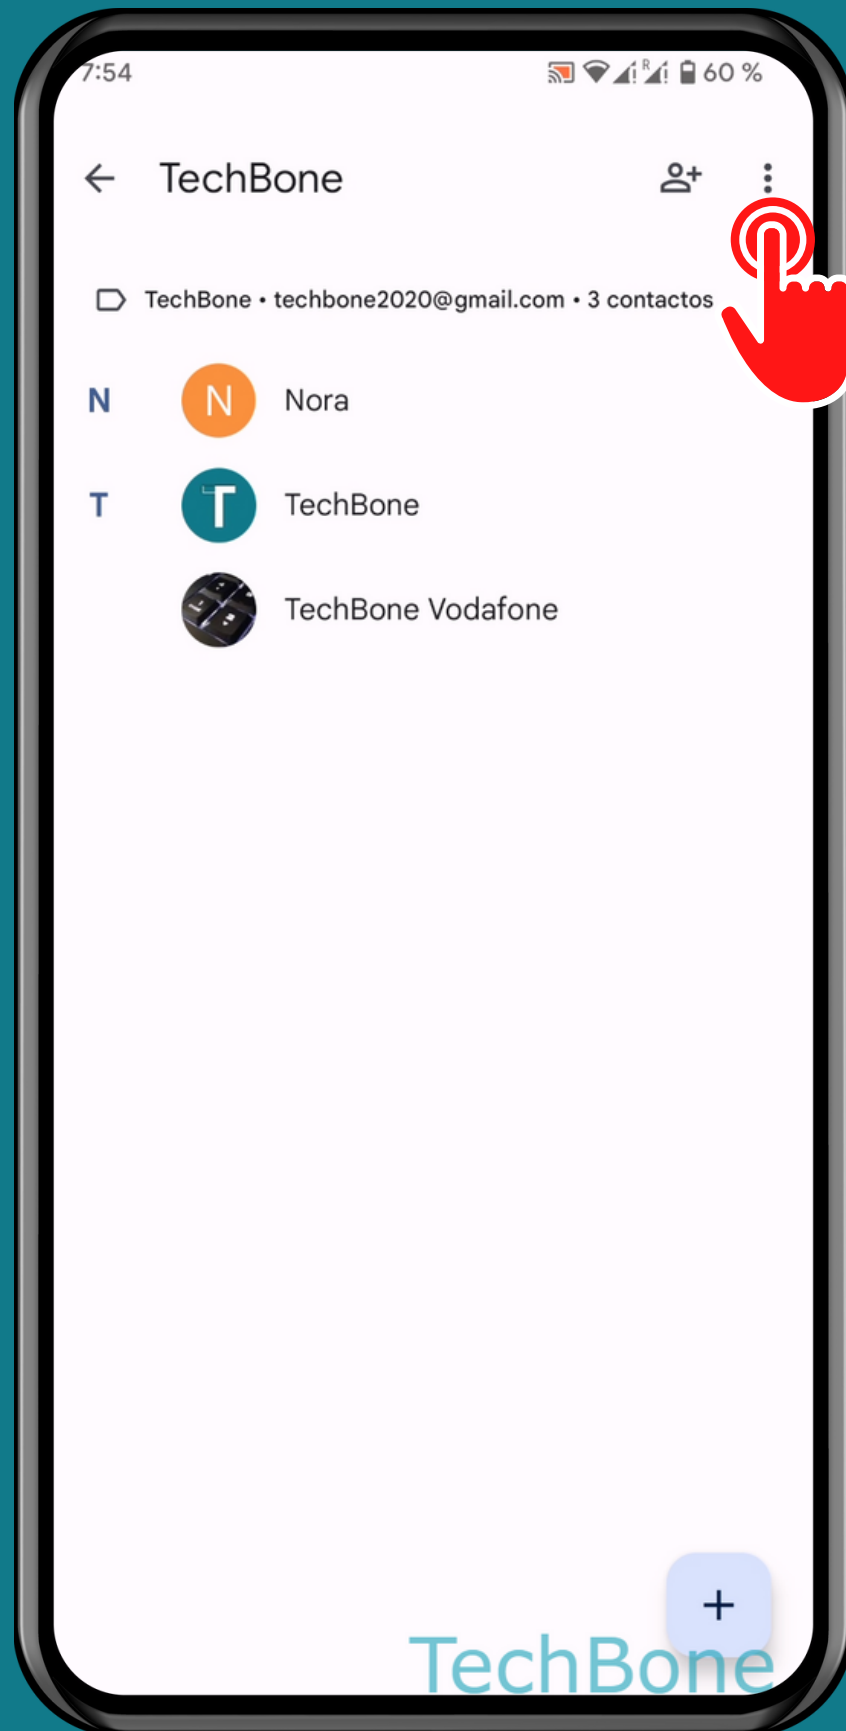 7:54 R 60 %
TechBone
TechBone • techbone2020@gmail.com • 3 contactos
N N Nora
T T TechBone
TechBone Vodafone
+
TechBone